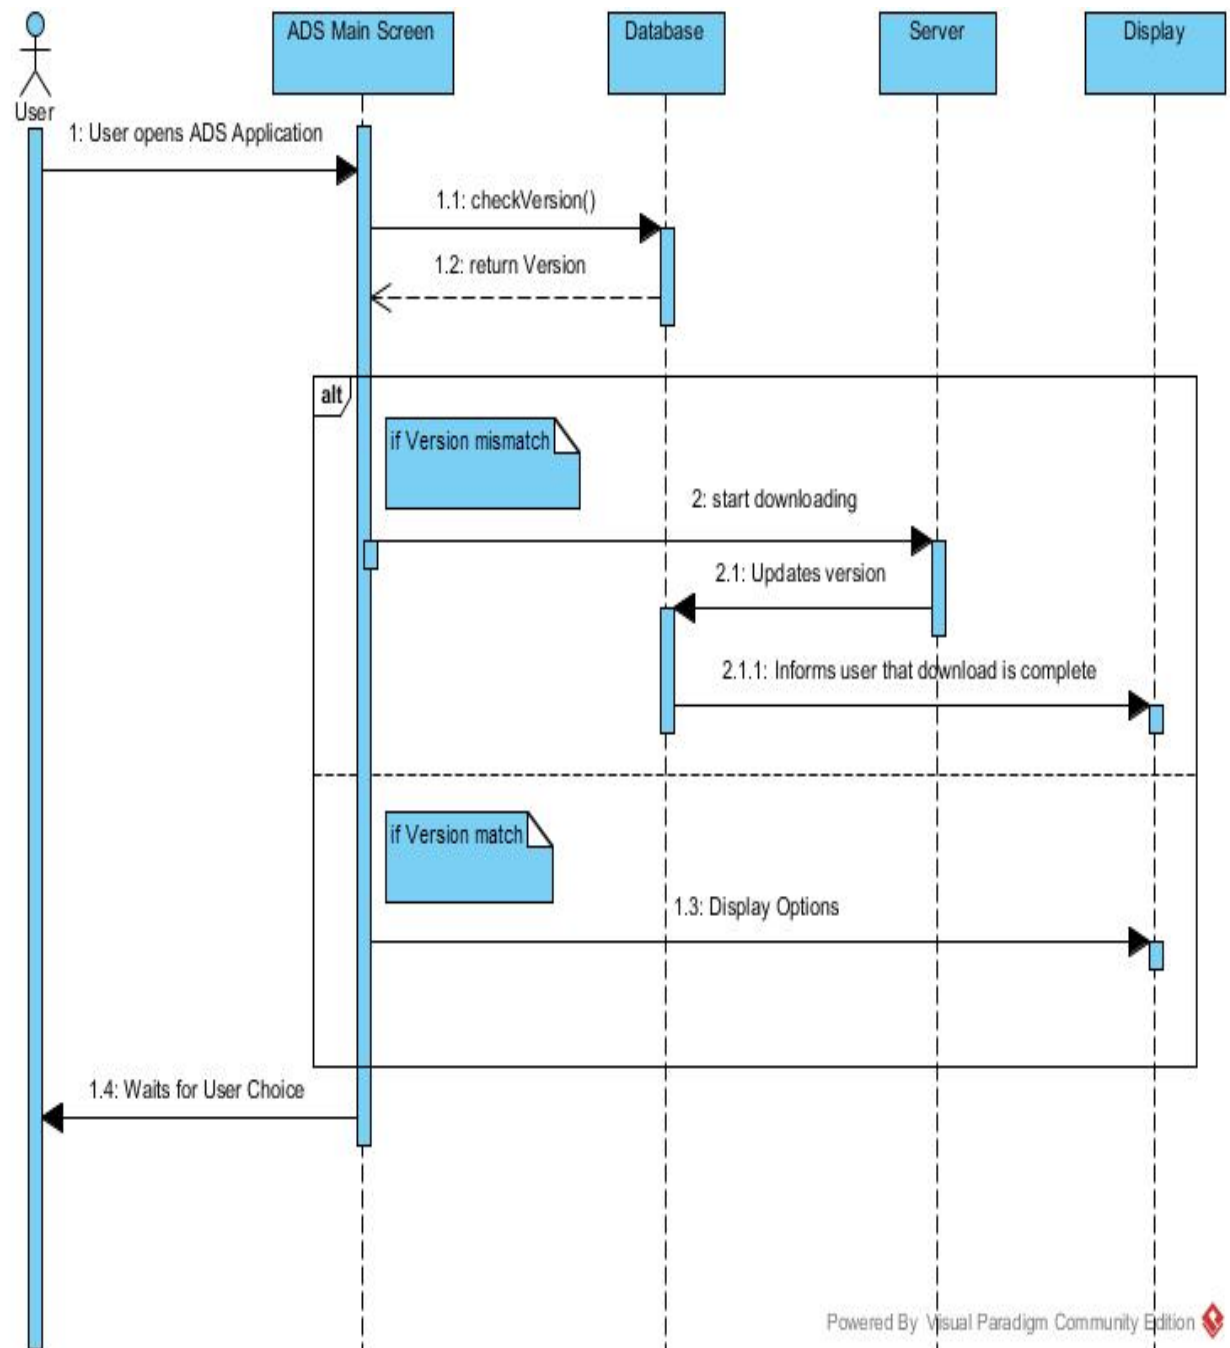 ADS Main Screen
Database
Server
Display
User
1: User opens ADS Application
1.1: checkVersion()
1.2: return Version
alt
if Version mismatch
2: start downloading
2.1: Updates version
2.1.1: Informs user that download is complete
if Version match
1.3: Display Options
1.4: Waits for User Choice
Powered By Visual Paradigm Community Edition